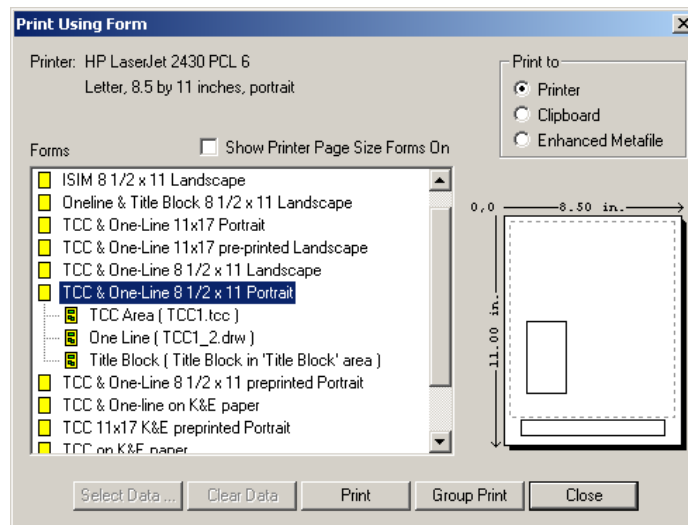 Print Using Form
Printer: HP LaserJet 2430 PCL 6
Letter, 8.5 by 11 inches, portrait
Print to
Printer
Clipboard
Enhanced Metafile
Forms
Show Printer Page Size Forms On
ISIM 8 1/2 x 11 Landscape
Oneline & Title Block 8 1/2 x 11 Landscape
TCC & One-Line 11x17 Portrait
TCC & One-Line 11x17 pre-printed Landscape
TCC & One-Line 8 1/2 x 11 Landscape
TCC & One-Line 8 1/2 x 11 Portrait
TCC Area ( TCC1.tcc )
One Line ( TCC1_2.drw )
Title Block ( Title Block in 'Title Block' area )
TCC & One-Line 8 1/2 x 11 preprinted Portrait
TCC & One-line on K&E paper
TCC 11x17 K&E preprinted Portrait
TCC on K&E paper
0,0
8.50 in.
11.00 in.
Select Data ...
Clear Data
Print
Group Print
Close